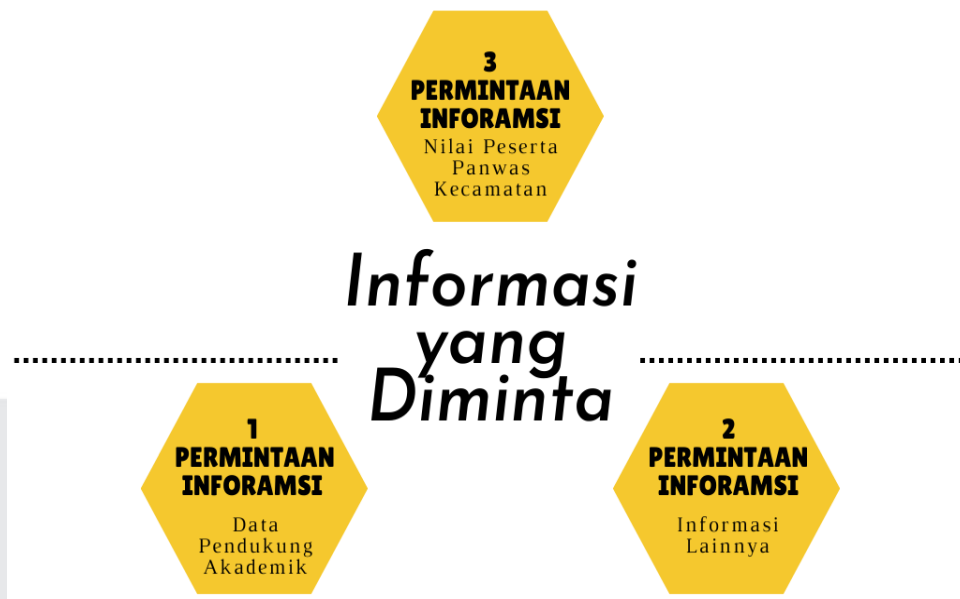 3
PERMINTAAN
INFORAMSI
Nilai Peserta
Panwas
Kecamatan
Informasi
yang
Diminta
1
PERMINTAAN
INFORAMSI
Data
Pendukung
Akademik
2
PERMINTAAN
INFORAMSI
Informasi
Lainnya